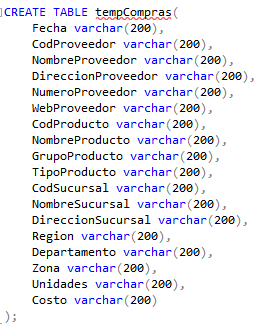 CREATE TABLE tempCompras(
Fecha varchar(200),
CodProveedor varchar(200),
NombreProveedor varchar(200),
DireccionProveedor varchar(200),
NumeroProveedor varchar(200),
WebProveedor varchar(200),
CodProducto varchar(200),
NombreProducto varchar(200),
GrupoProducto varchar(200),
TipoProducto varchar(200),
CodSucursal varchar(200),
NombreSucursal varchar(200),
DireccionSucursal varchar(200),
Region varchar(200),
Departamento varchar(200),
Zona varchar(200),
Unidades varchar(200),
Costo varchar(200)
);